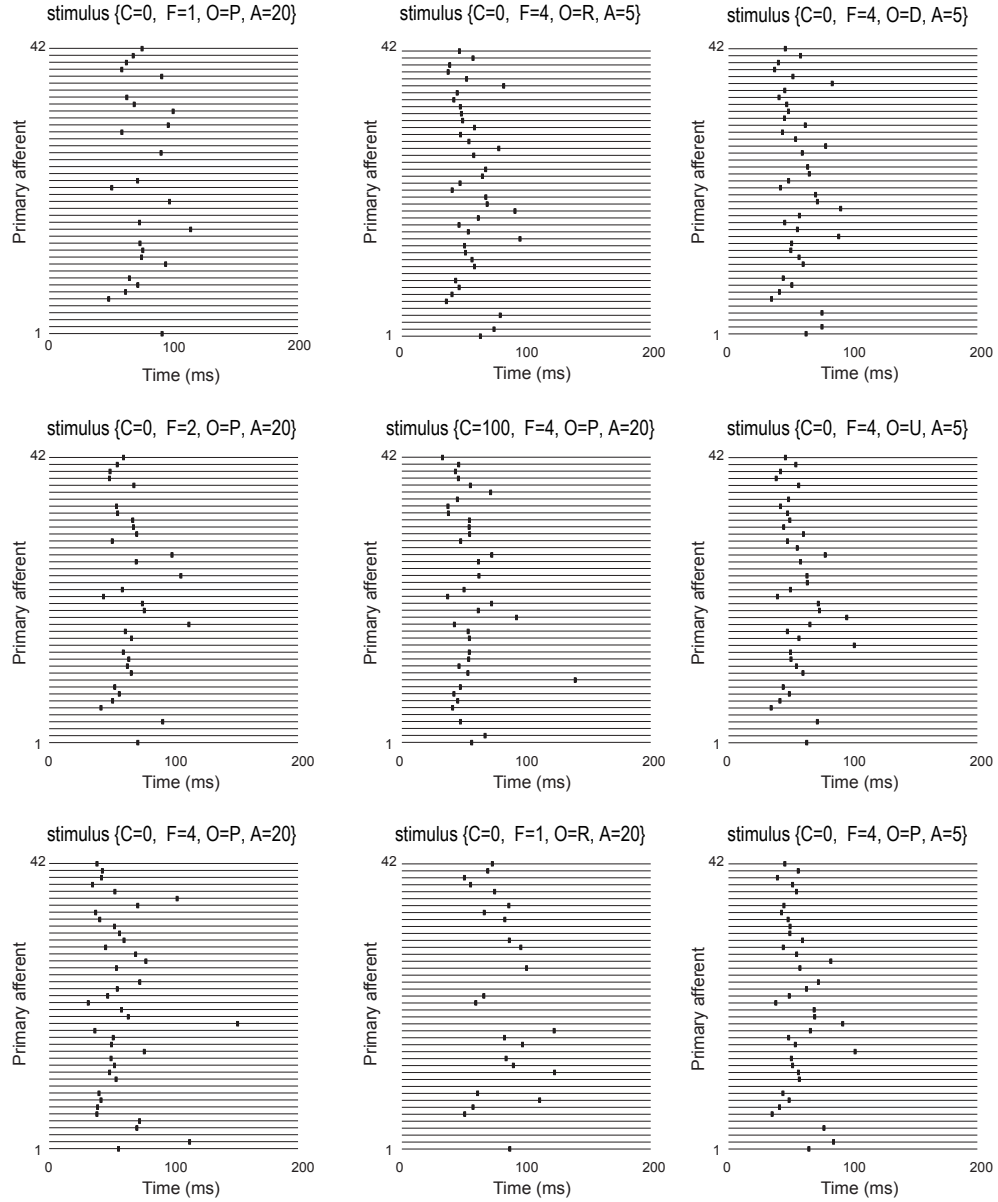 stimulus {C=0, F=1, O=P, A=20}
42
Primary afferent
1
0
100
200
Time (ms)
stimulus {C=0, F=4, O=R, A=5}
42
Primary afferent
1
0
100
200
Time (ms)
stimulus {C=0, F=4, O=D, A=5}
42
Primary afferent
1
0
100
200
Time (ms)
stimulus {C=0, F=2, O=P, A=20}
42
Primary afferent
1
0
100
200
Time (ms)
stimulus {C=100, F=4, O=P, A=20}
42
Primary afferent
1
0
100
200
Time (ms)
stimulus {C=0, F=4, O=U, A=5}
42
Primary afferent
1
0
100
200
Time (ms)
stimulus {C=0, F=4, O=P, A=20}
42
Primary afferent
1
0
100
200
Time (ms)
stimulus {C=0, F=1, O=R, A=20}
42
Primary afferent
1
0
100
200
Time (ms)
stimulus {C=0, F=4, O=P, A=5}
42
Primary afferent
1
0
100
200
Time (ms)